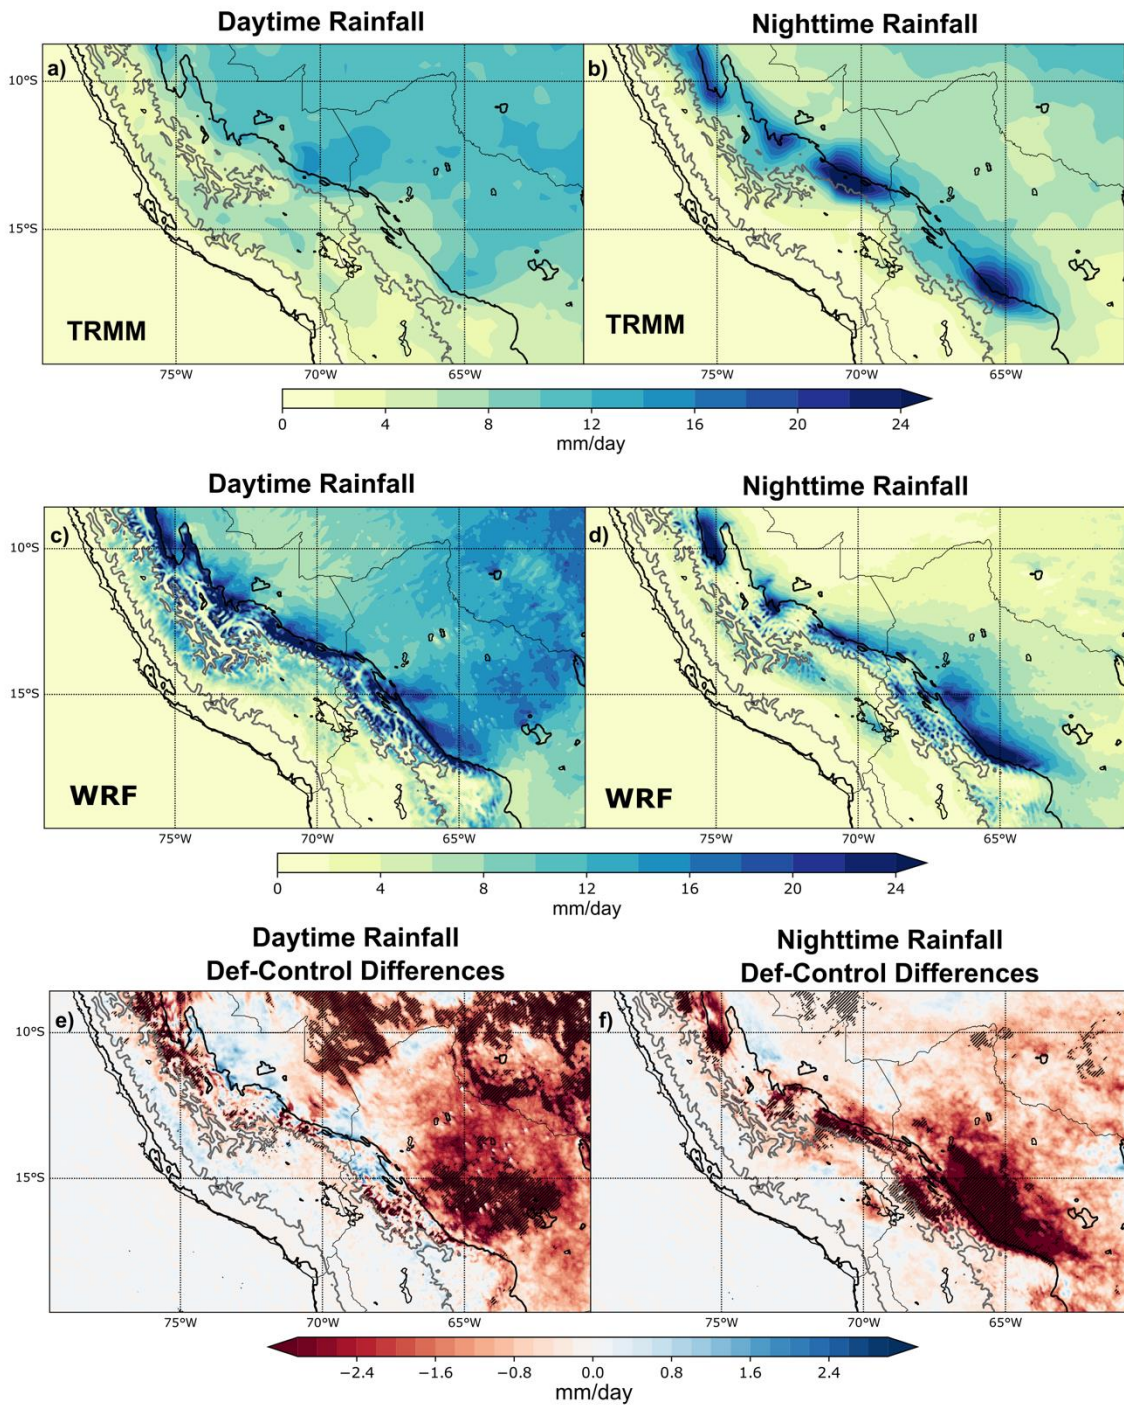 Daytime Rainfall
Nighttime Rainfall
a)
b)
10°S
15°S
TRMM
TRMM
75°W 70°W 65°W
75°W 70°W 65°W
0 4 8 12 16 20 24
mm/day
Daytime Rainfall
Nighttime Rainfall
c)
d)
10°S
15°S
WRF
WRF
75°W 70°W 65°W
75°W 70°W 65°W
0 4 8 12 16 20 24
mm/day
Daytime Rainfall
Def-Control Differences
Nighttime Rainfall
Def-Control Differences
e)
f)
10°S
15°S
75°W 70°W 65°W
75°W 70°W 65°W
−2.4 −1.6 −0.8 0.0 0.8 1.6 2.4
mm/day